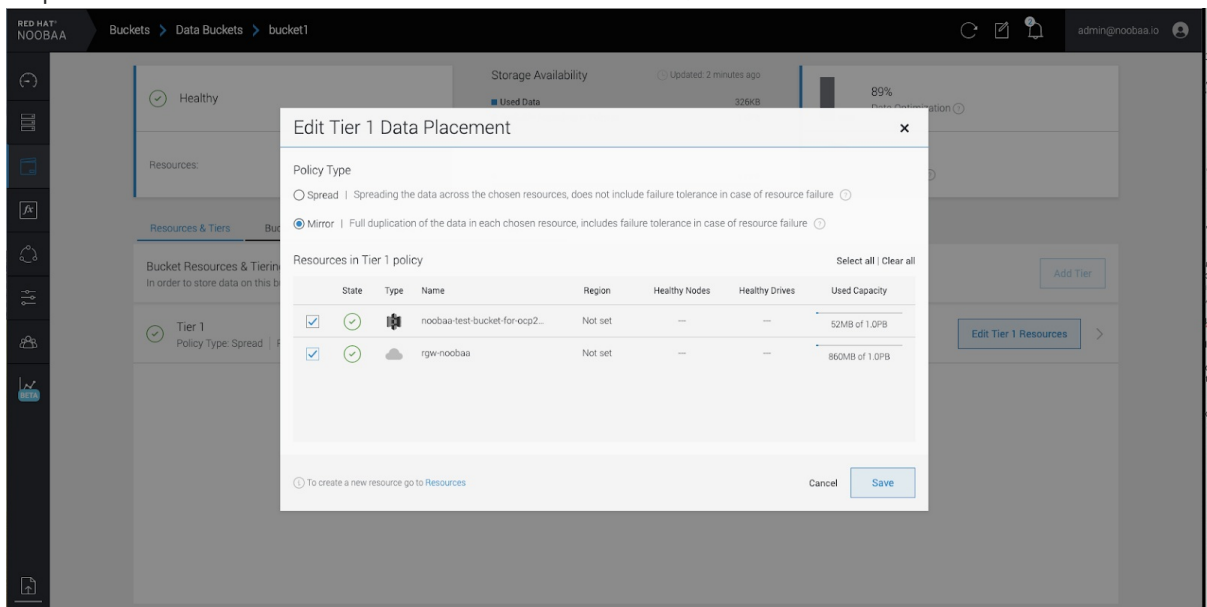 RED HAT®
NOOBAA
Buckets > Data Buckets > bucket1
2
admin@noobaa.io
Healthy
Storage Availability
Updated: 2 minutes ago
Used Data
326KB
89%
Data Optimization
Resources:
Resources & Tiers
Bucket Resources &
In order to store data on this
Add Tier
Tier 1
Policy Type: Spread
Edit Tier 1 Resources
BETA
Edit Tier 1 Data Placement
Policy Type
Spread | Spreading the data across the chosen resources, does not include failure tolerance in case of resource failure
Mirror | Full duplication of the data in each chosen resource, includes failure tolerance in case of resource failure
Resources in Tier 1 policy
Select all | Clear all
State Type Name Region Healthy Nodes Healthy Drives Used Capacity
noobaa-test-bucket-for-ocp2... Not set — — 52MB of 1.0PB
rgw-noobaa Not set — — 860MB of 1.0PB
To create a new resource go to Resources
Cancel
Save